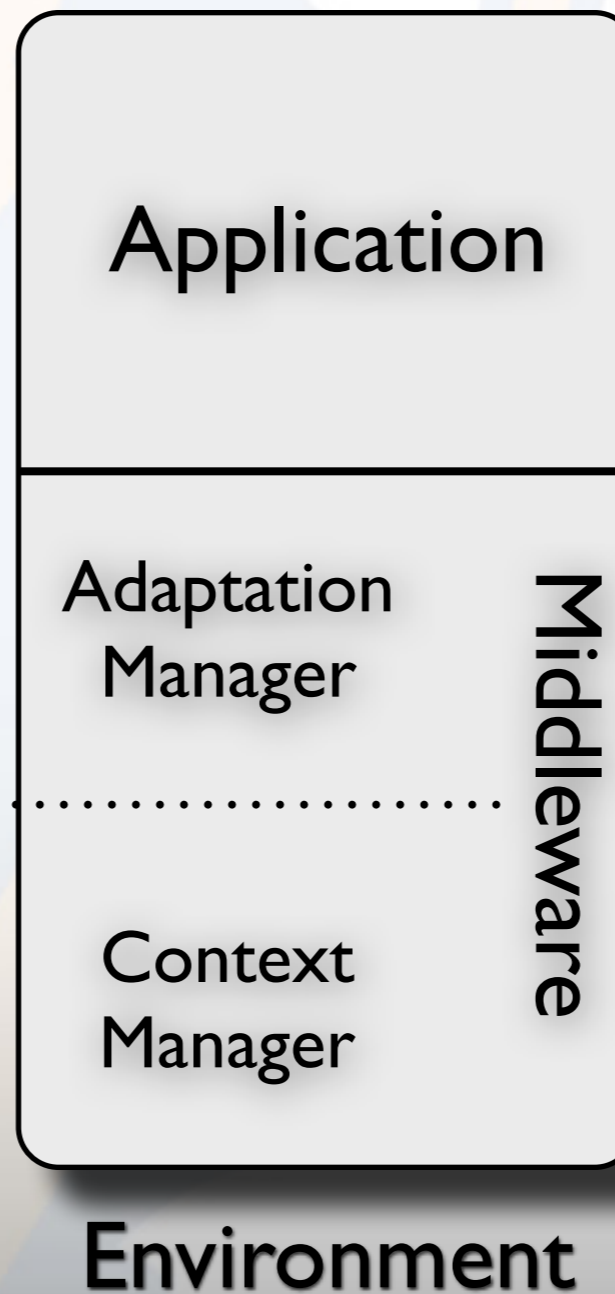 Application
Adaptation
Manager
Middleware
Context
Manager
Environment